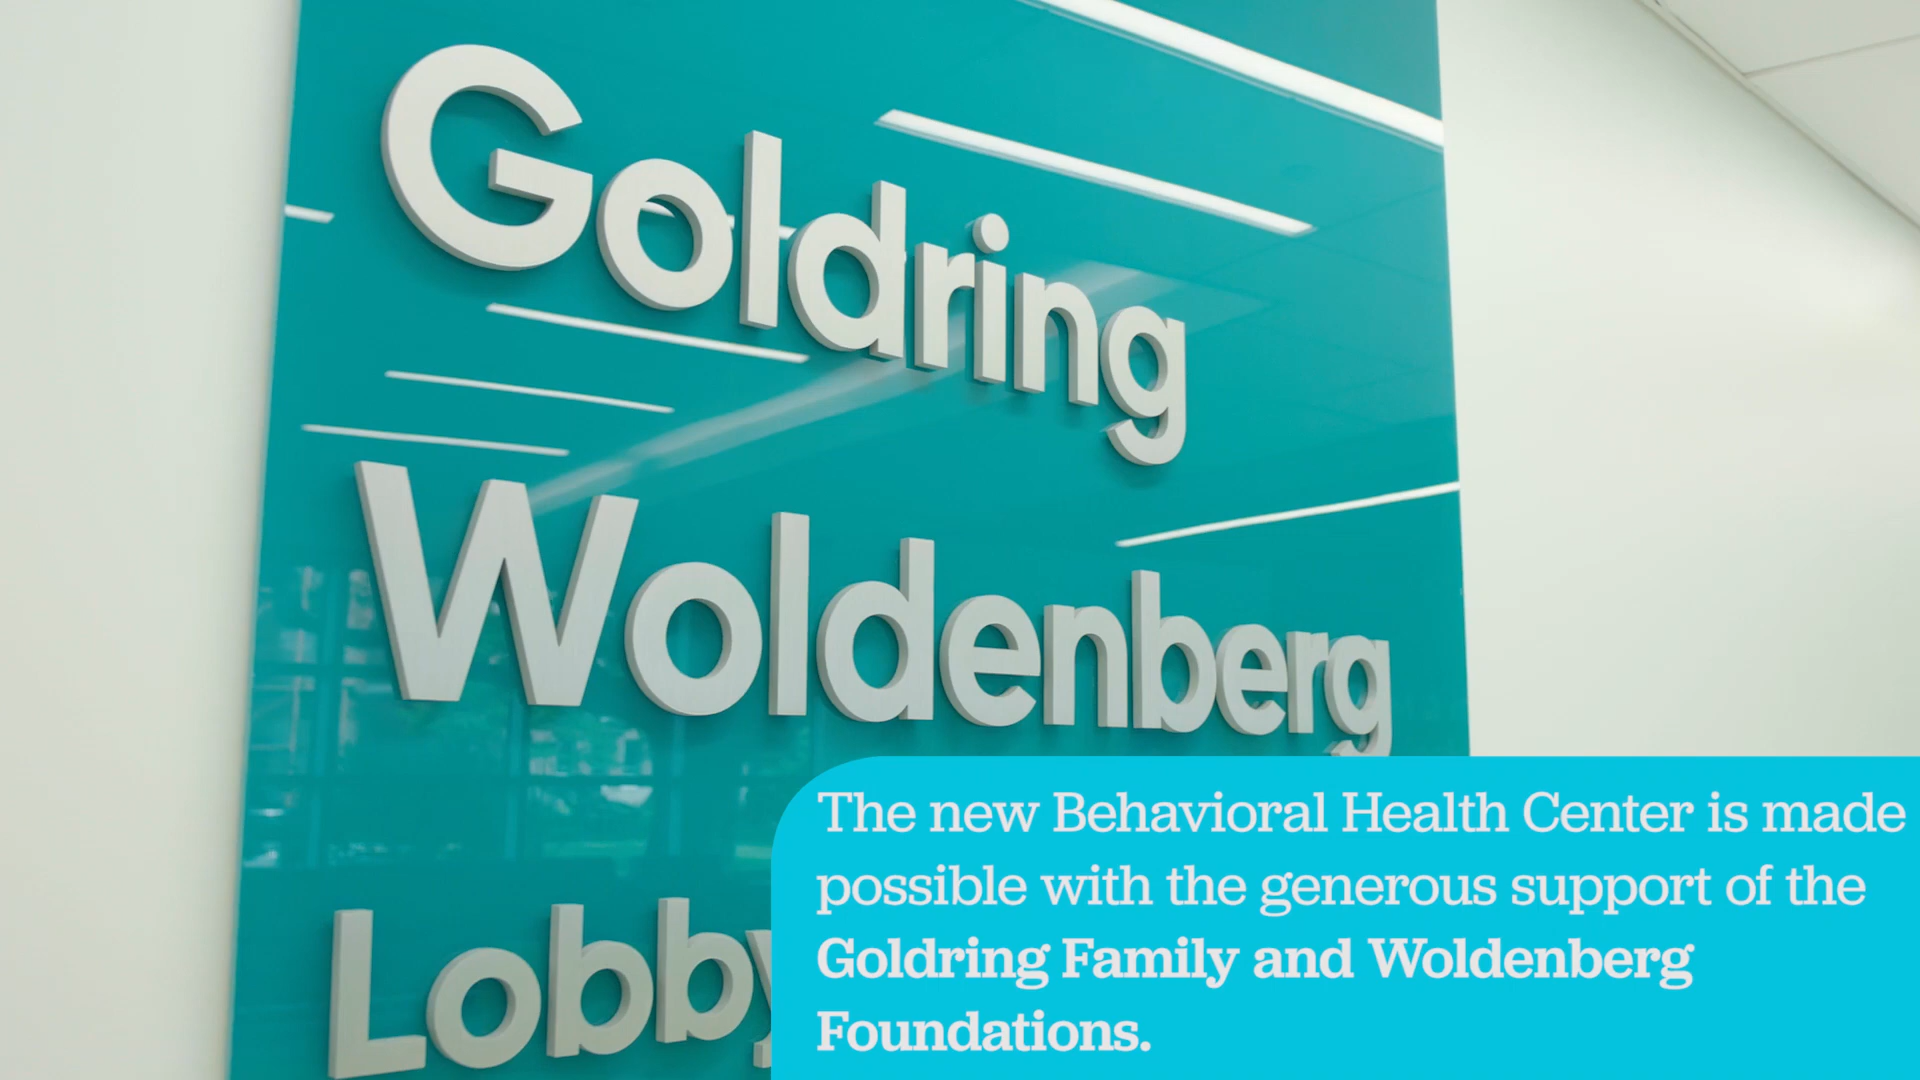 Goldring
Woldenberg
Lobby
The new Behavioral Health Center is made
possible with the generous support of the
Goldring Family and Woldenberg
Foundations.